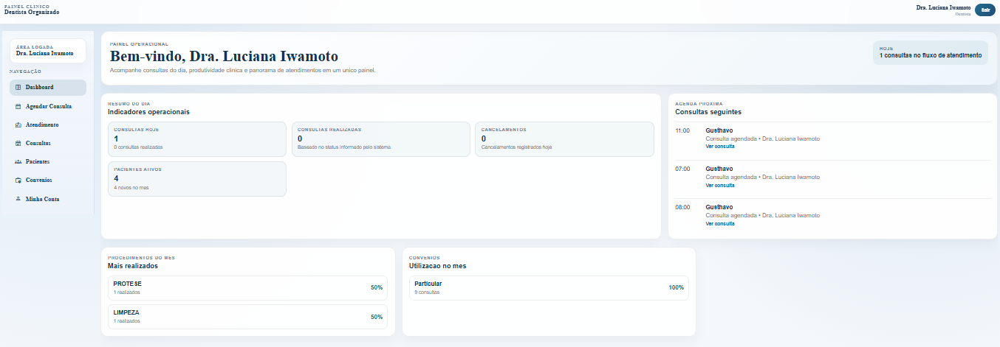 PAINEL CLINICO
Dentista Organizado
Dra. Luciana Iwamoto
Dentista
Sair
ÁREA LOGADA
Dra. Luciana Iwamoto
NAVEGAÇÃO
Dashboard
Agendar Consulta
Atendimento
Consultas
Pacientes
Convenios
Minha Conta
PAINEL OPERACIONAL
Bem-vindo, Dra. Luciana Iwamoto
Acompanhe consultas do dia, produtividade clinica e panorama de atendimentos em um unico painel.
HOJE
1 consultas no fluxo de atendimento
RESUMO DO DIA
Indicadores operacionais
CONSULTAS HOJE
1
0 consultas realizadas
CONSULTAS REALIZADAS
0
Baseado no status informado pelo sistema
CANCELAMENTOS
0
Cancelamentos registrados hoje
PACIENTES ATIVOS
4
4 novos no mes
AGENDA PROXIMA
Consultas seguintes
11:00 Gusthavo
Consulta agendada • Dra. Luciana Iwamoto
Ver consulta
07:00 Gusthavo
Consulta agendada • Dra. Luciana Iwamoto
Ver consulta
08:00 Gusthavo
Consulta agendada • Dra. Luciana Iwamoto
Ver consulta
PROCEDIMENTOS DO MES
Mais realizados
PROTESE
1 realizados
50%
LIMPEZA
1 realizados
50%
CONVENIOS
Utilizacao no mes
Particular
9 consultas
100%